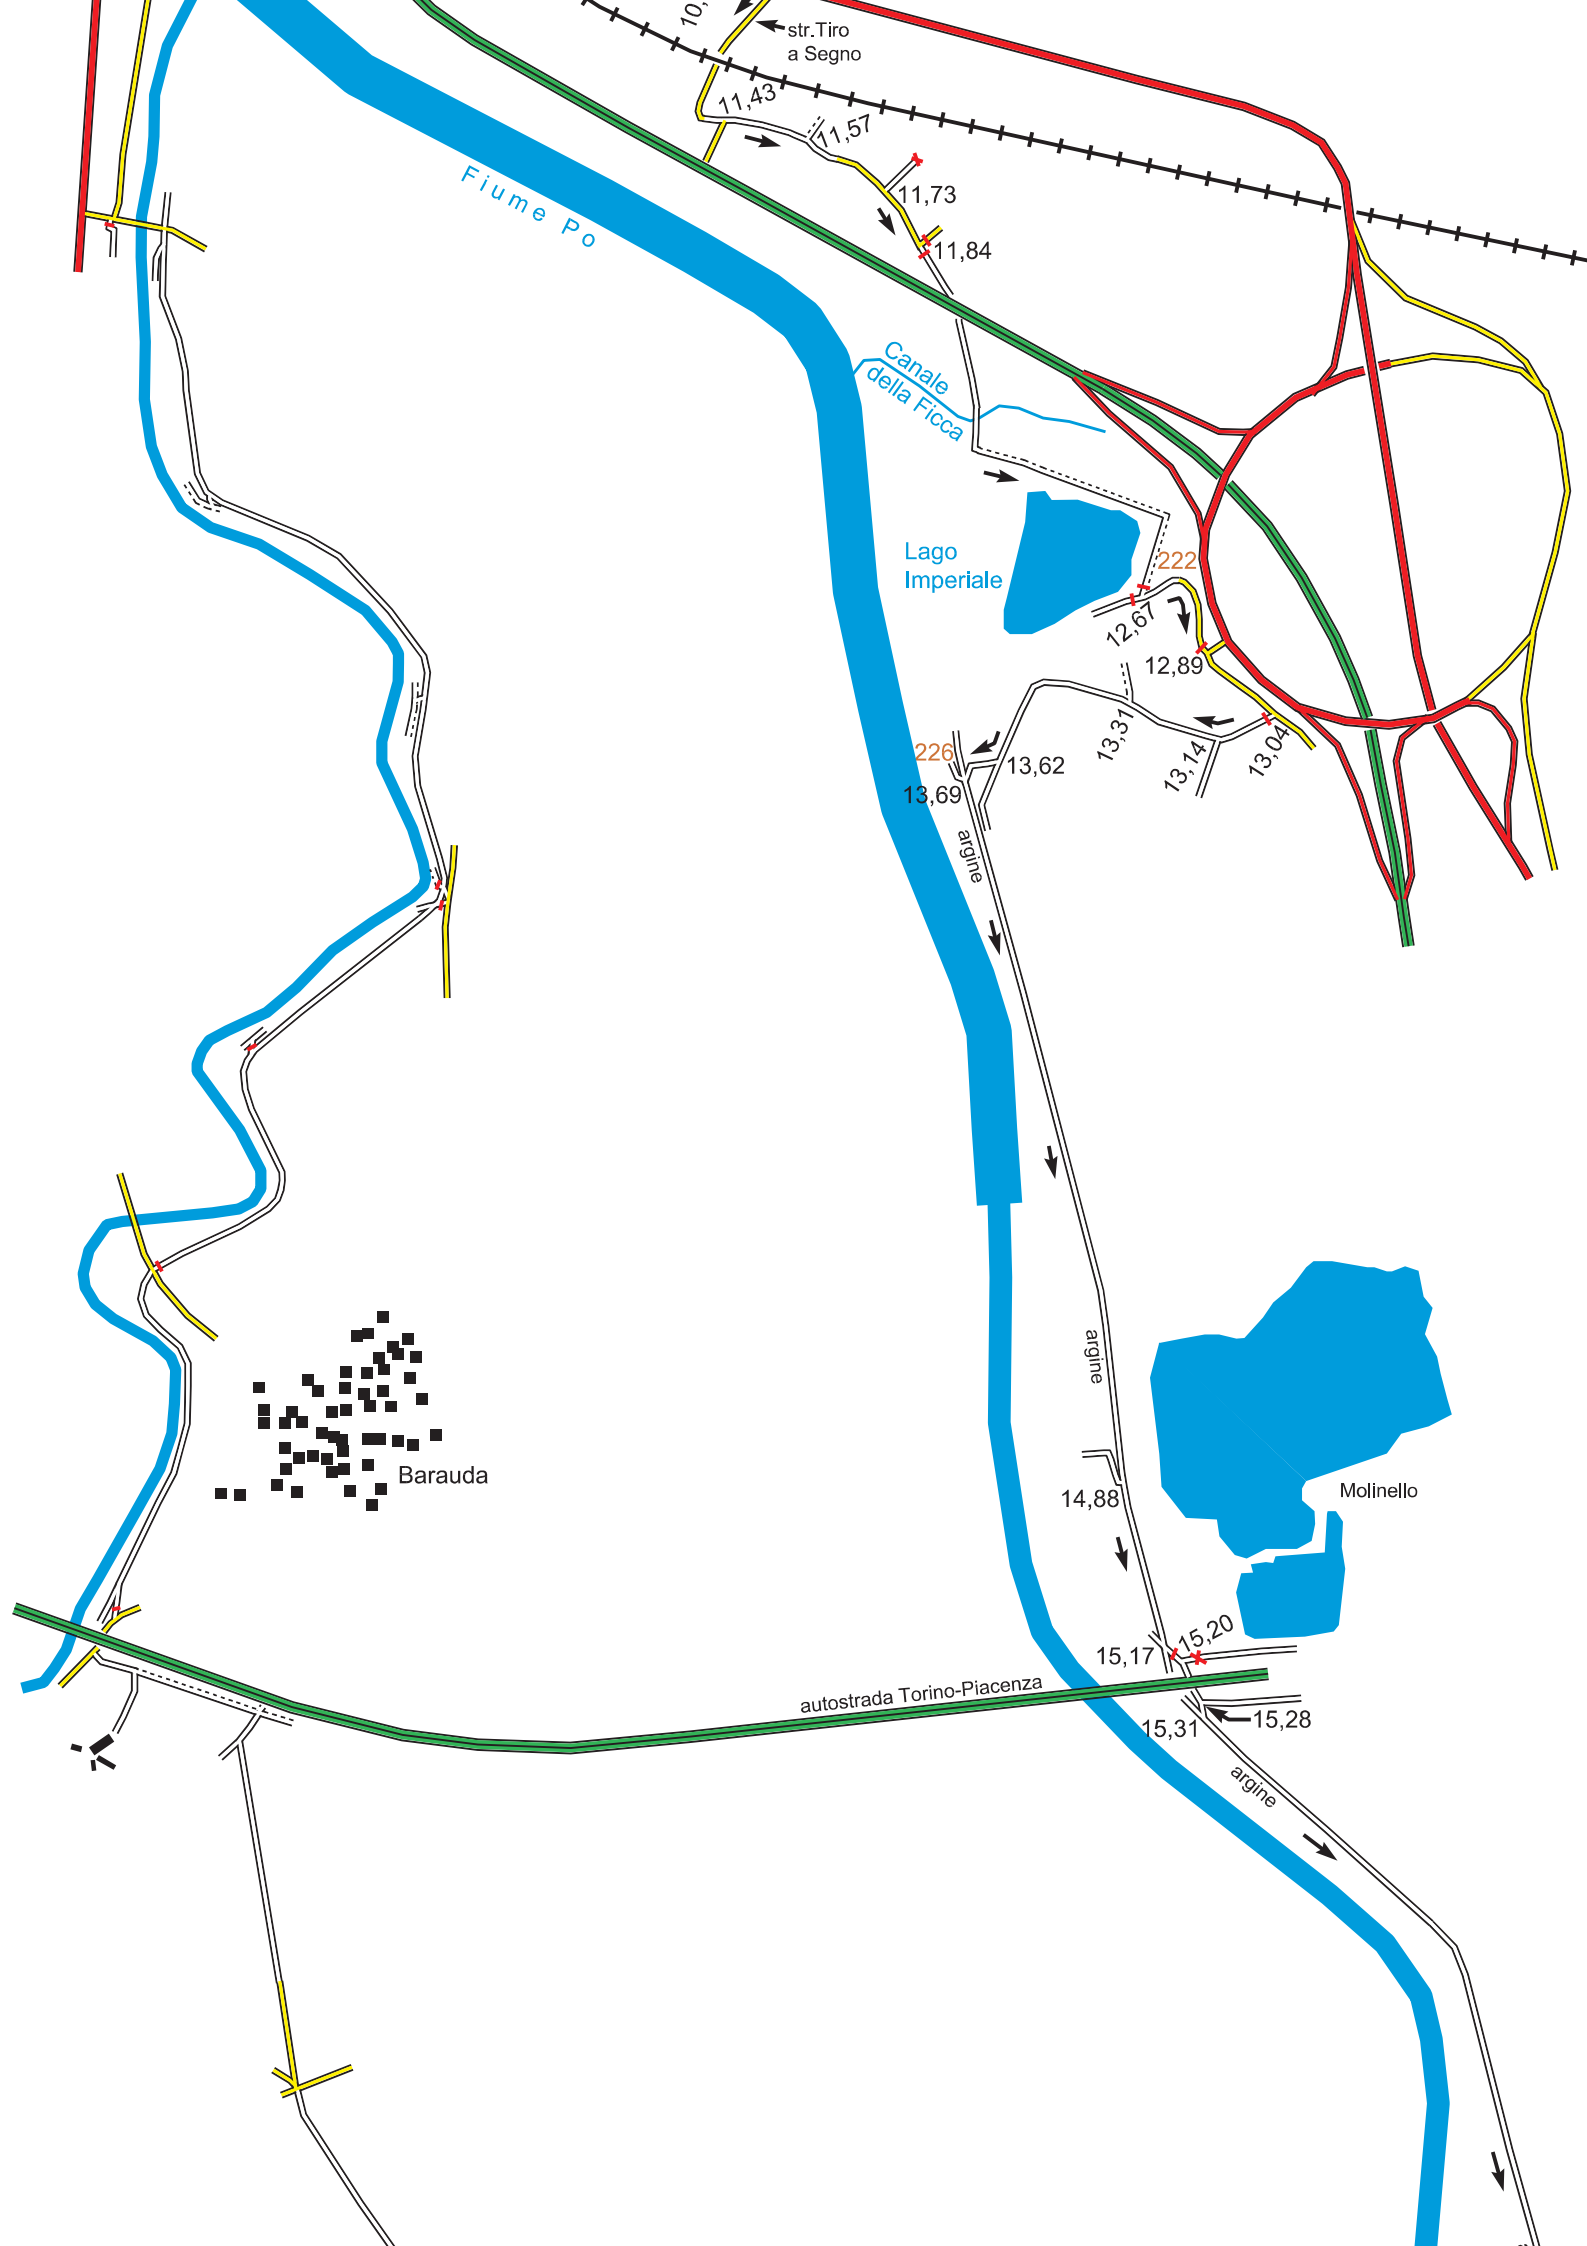 10,
str.Tiro
a Segno
11,43
11,57
11,73
11,84
Fiume Po
Canale
della Ficca
Lago
Imperiale
222
12,67
12,89
13,31
13,14
13,04
226
13,62
13,69
argine
argine
14,88
Molinello
Barauda
15,17
15,20
autostrada Torino-Piacenza
15,28
15,31
argine